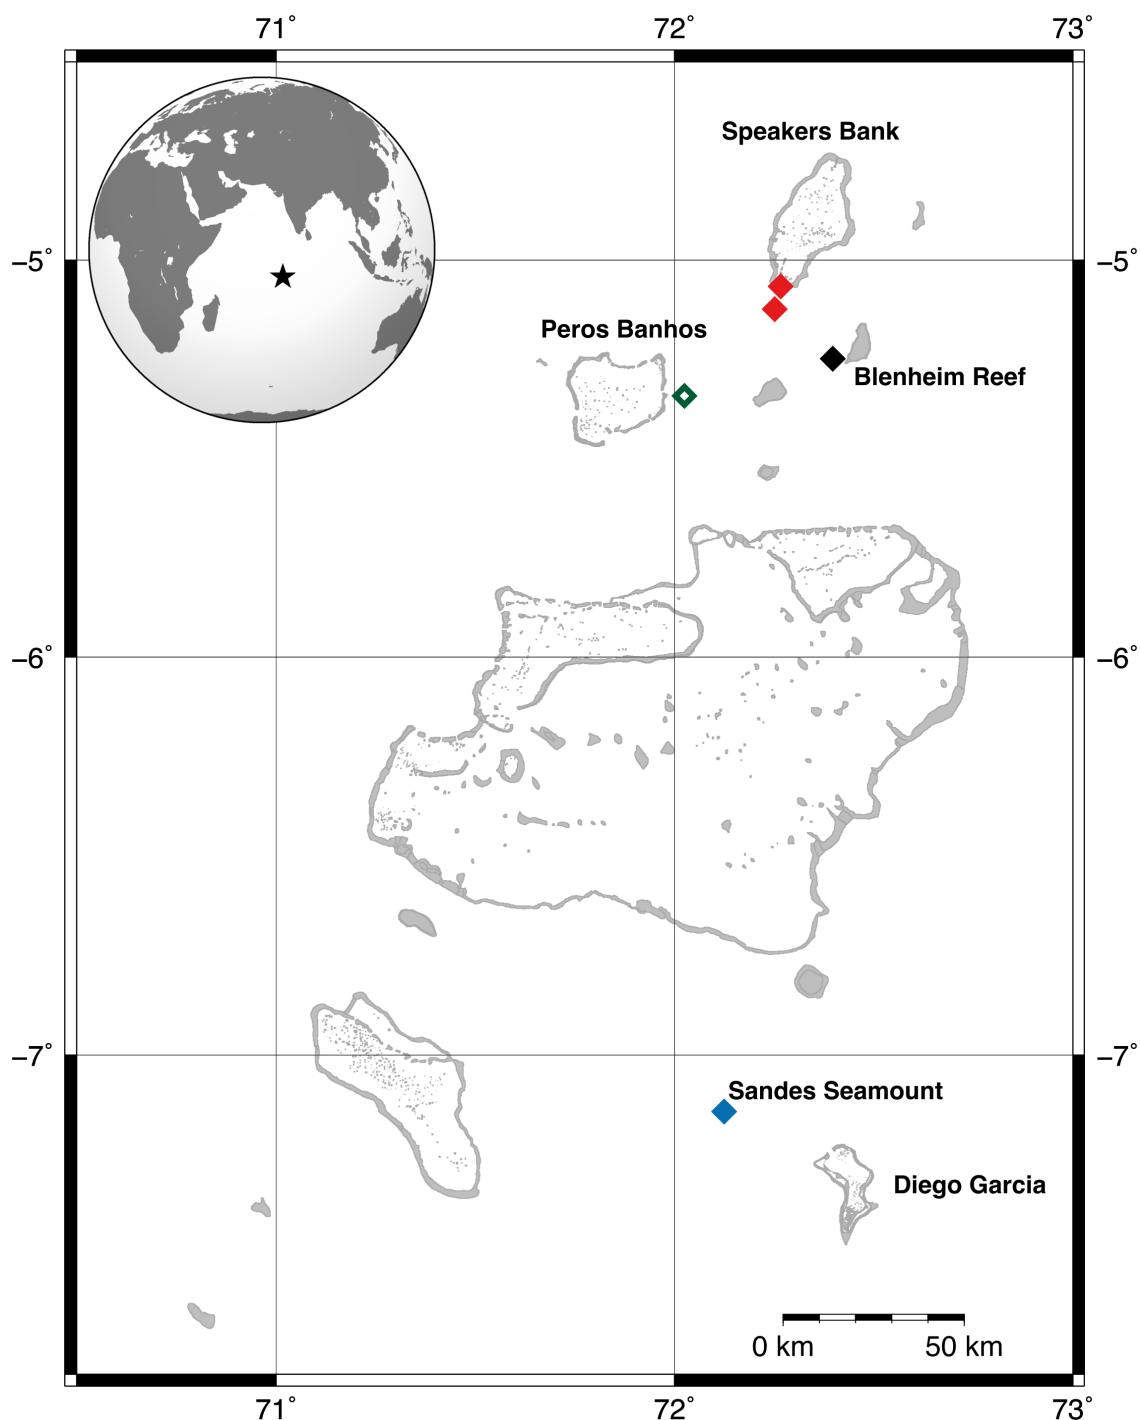 71° 72° 73°
Speakers Bank
–5° –5°
Peros Banhos
Blenheim Reef
–6° –6°
–7° –7°
Sandes Seamount
Diego Garcia
0 km 50 km
71° 72° 73°